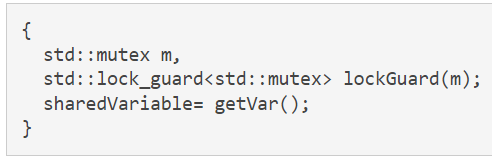 {
  std::mutex m,
  std::lock_guard<std::mutex> lockGuard(m);
  sharedVariable= getVar();
}